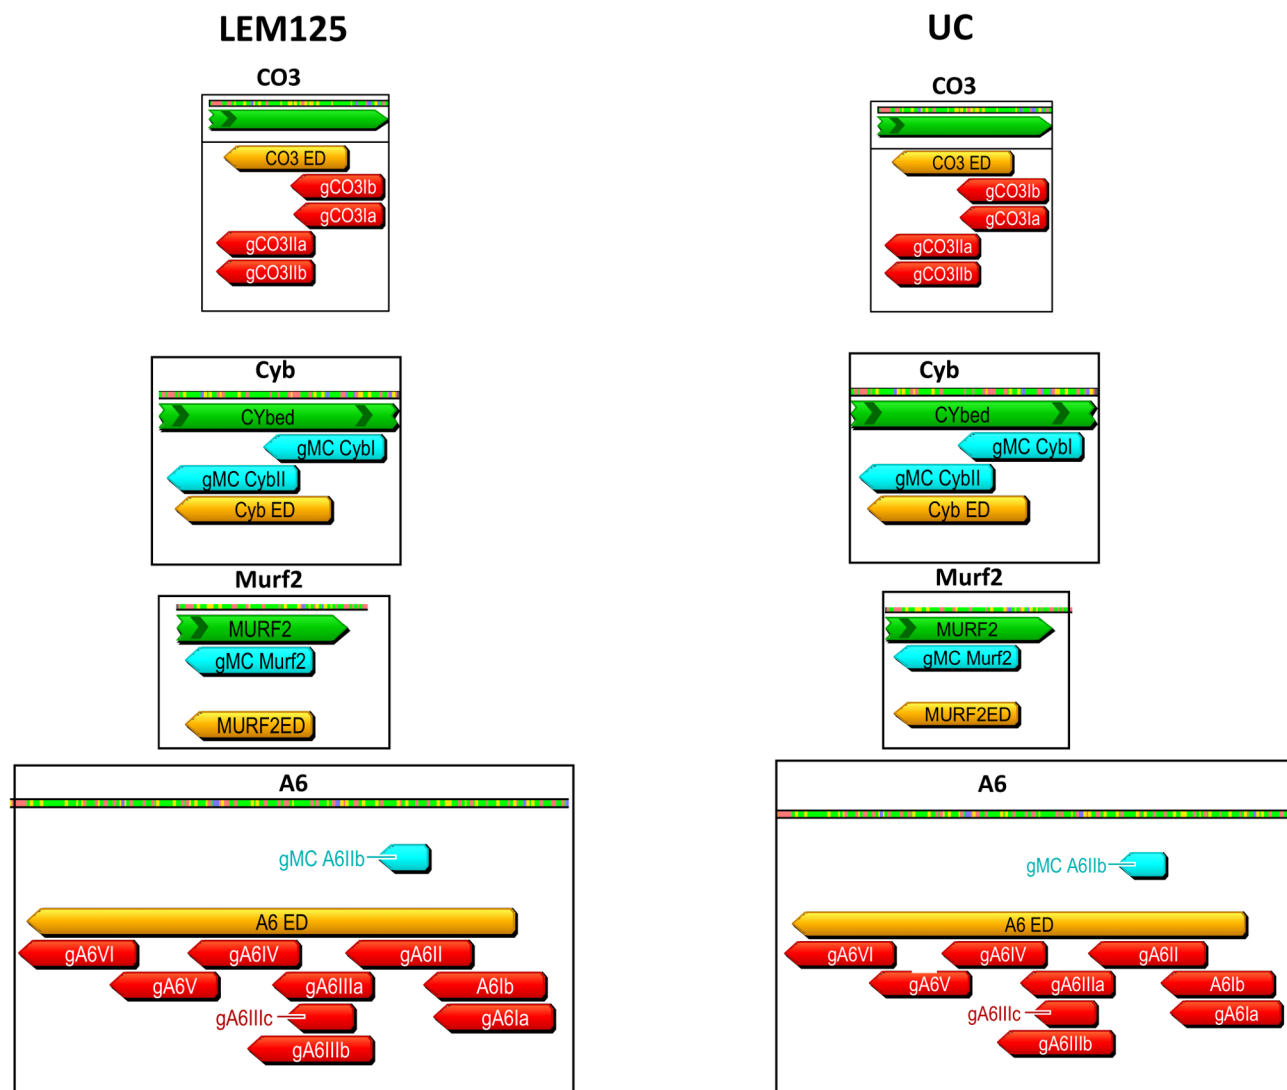 LEM125
CO3
CO3 ED
gCO3Ib
gCO3Ia
gCO3IIa
gCO3IIb
Cyb
CYbed
gMC CybI
gMC CybII
Cyb ED
Murf2
MURF2
gMC Murf2
MURF2ED
A6
gMC A6IIb
A6 ED
gA6VI
gA6IV
gA6II
gA6V
gA6IIIa
A6Ib
gA6IIIc
gA6Ia
gA6IIIb
UC
CO3
CO3 ED
gCO3Ib
gCO3Ia
gCO3IIa
gCO3IIb
Cyb
CYbed
gMC CybI
gMC CybII
Cyb ED
Murf2
MURF2
gMC Murf2
MURF2ED
A6
gMC A6IIb
A6 ED
gA6VI
gA6IV
gA6II
gA6V
gA6IIIa
A6Ib
gA6IIIc
gA6Ia
gA6IIIb